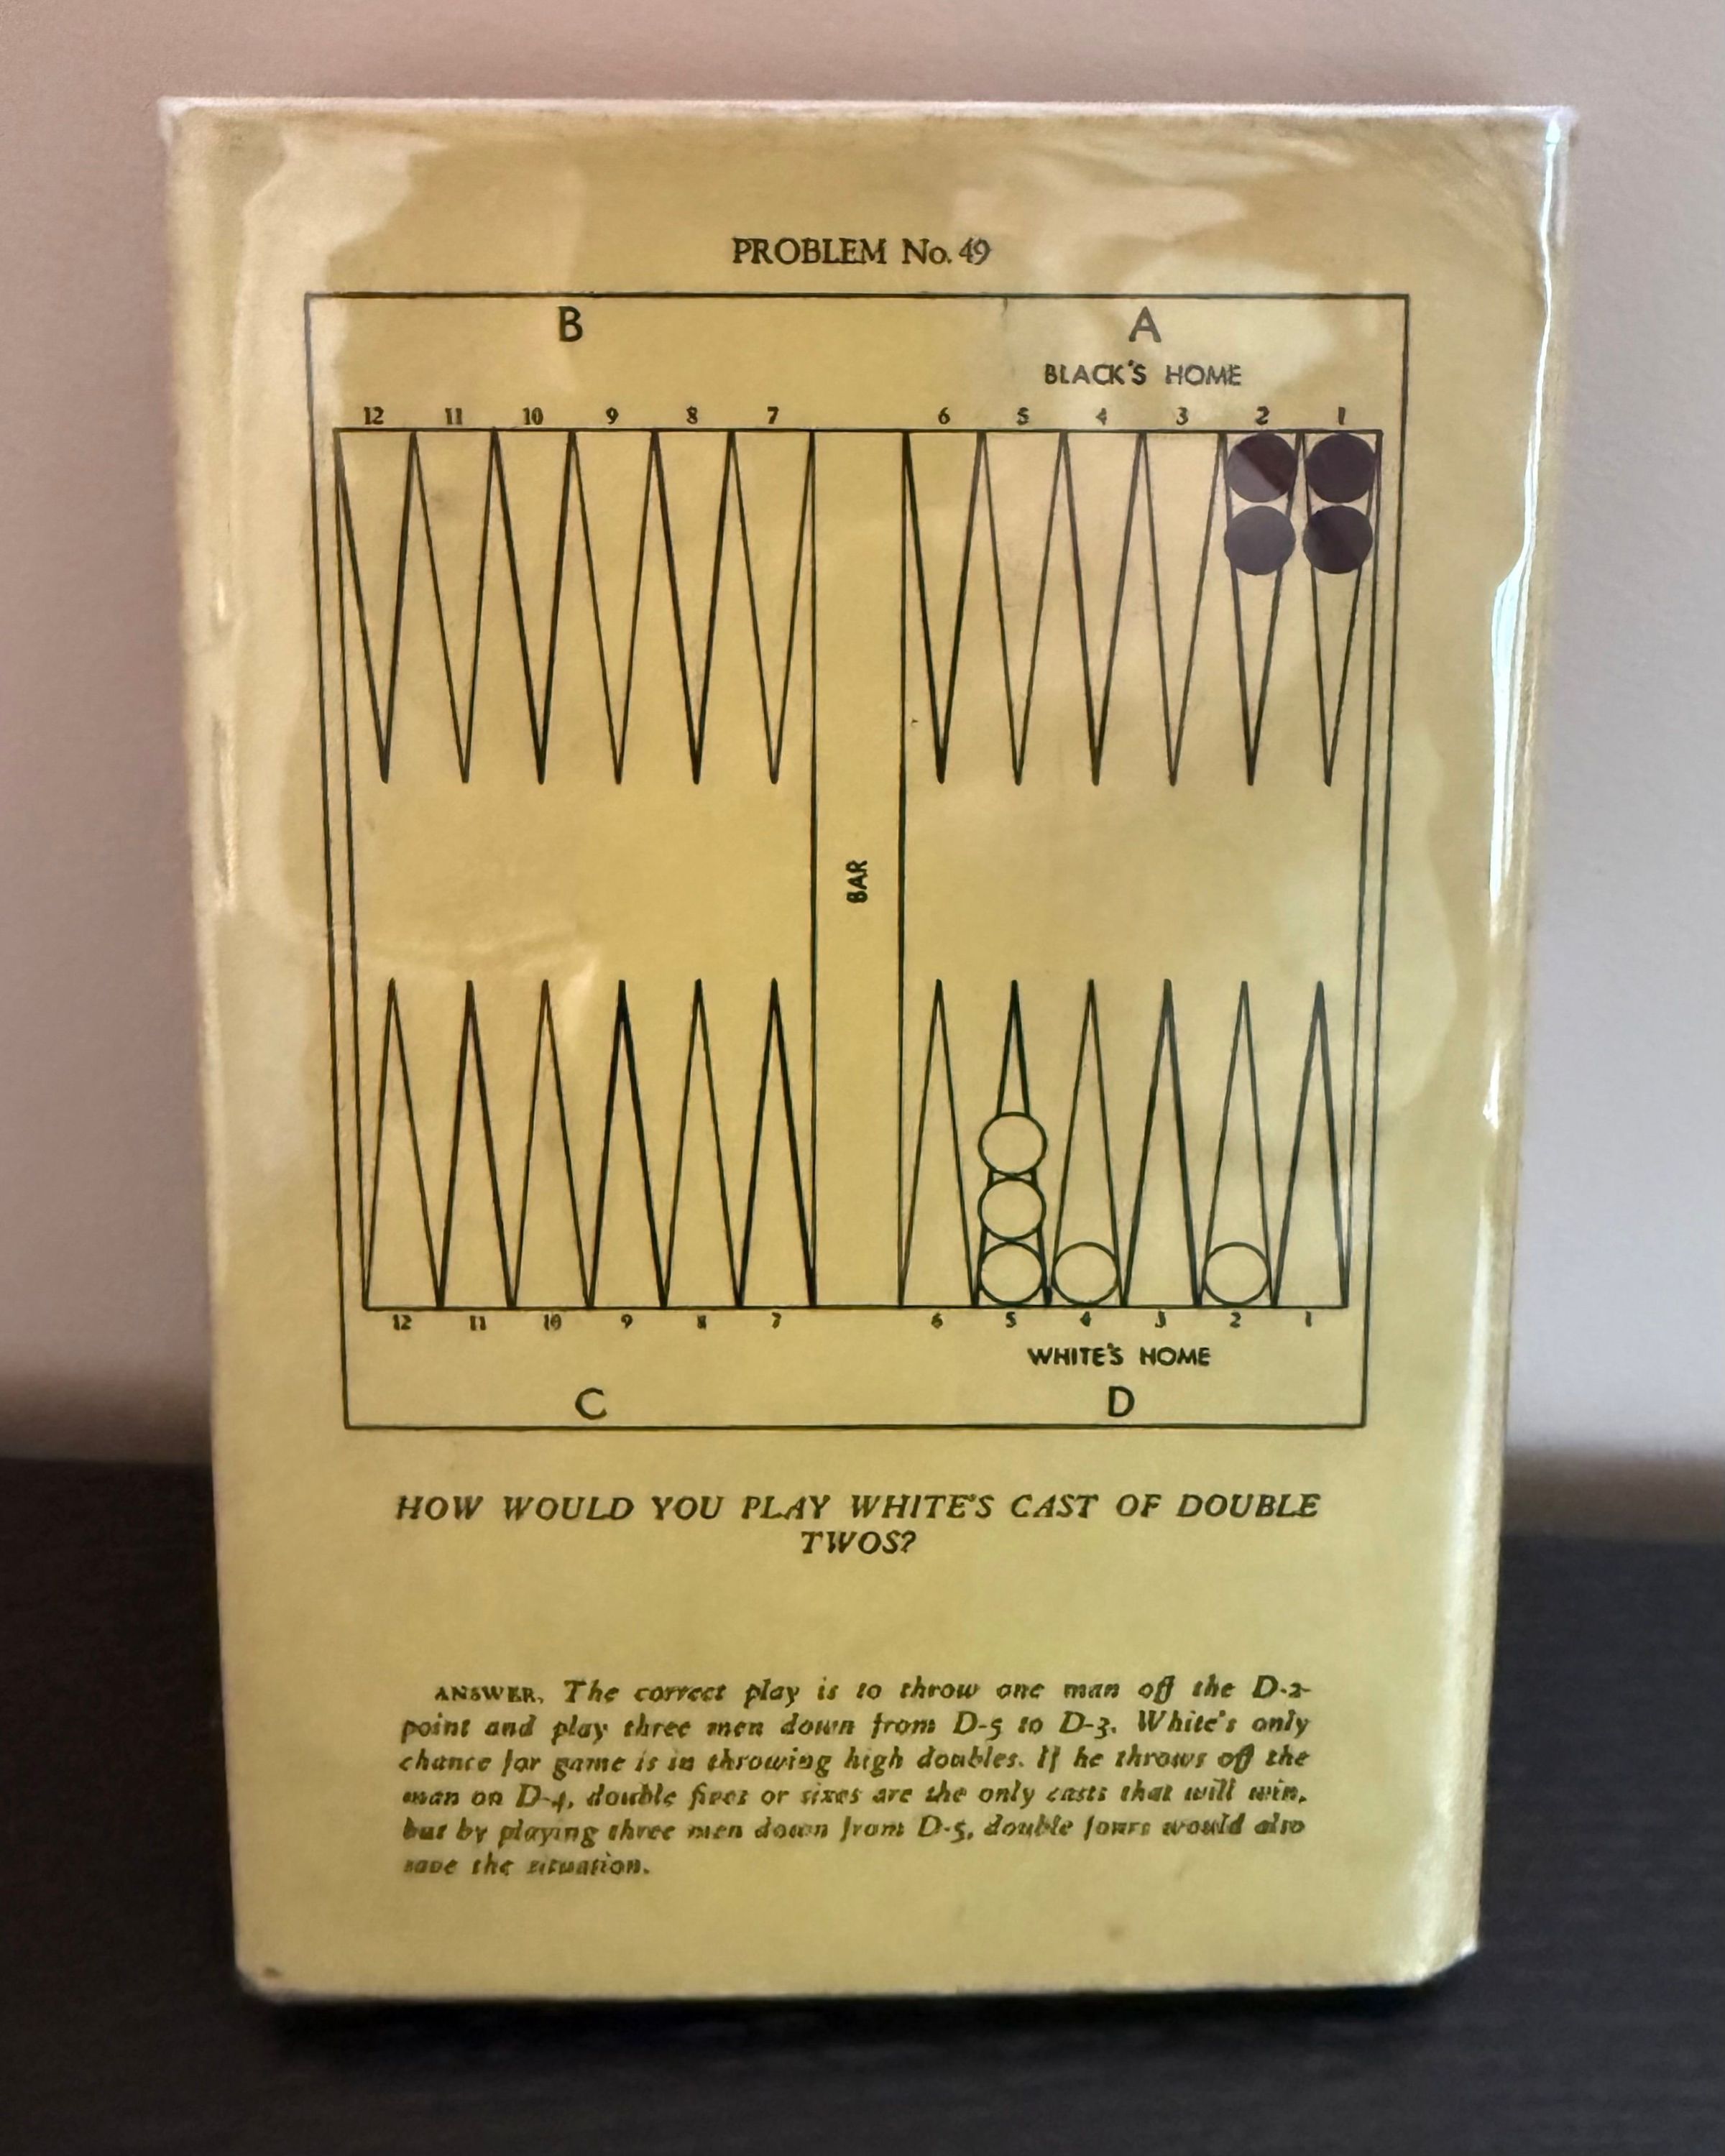 PROBLEM No. 49
B A
BLACK'S HOME
12 11 10 9 8 7 6 5 4 3 2 1
BAR
12 11 10 9 8 7 6 5 4 3 2 1
WHITE'S HOME
C D
HOW WOULD YOU PLAY WHITE'S CAST OF DOUBLE
TWOS?
ANSWER. The correct play is to throw one man off the D-2-
point and play three men down from D-5 to D-3. White's only
chance for game is in throwing high doubles. If he throws off the
man on D-4, double fives or sixes are the only casts that will win,
but by playing three men down from D-5, double fours would also
save the situation.